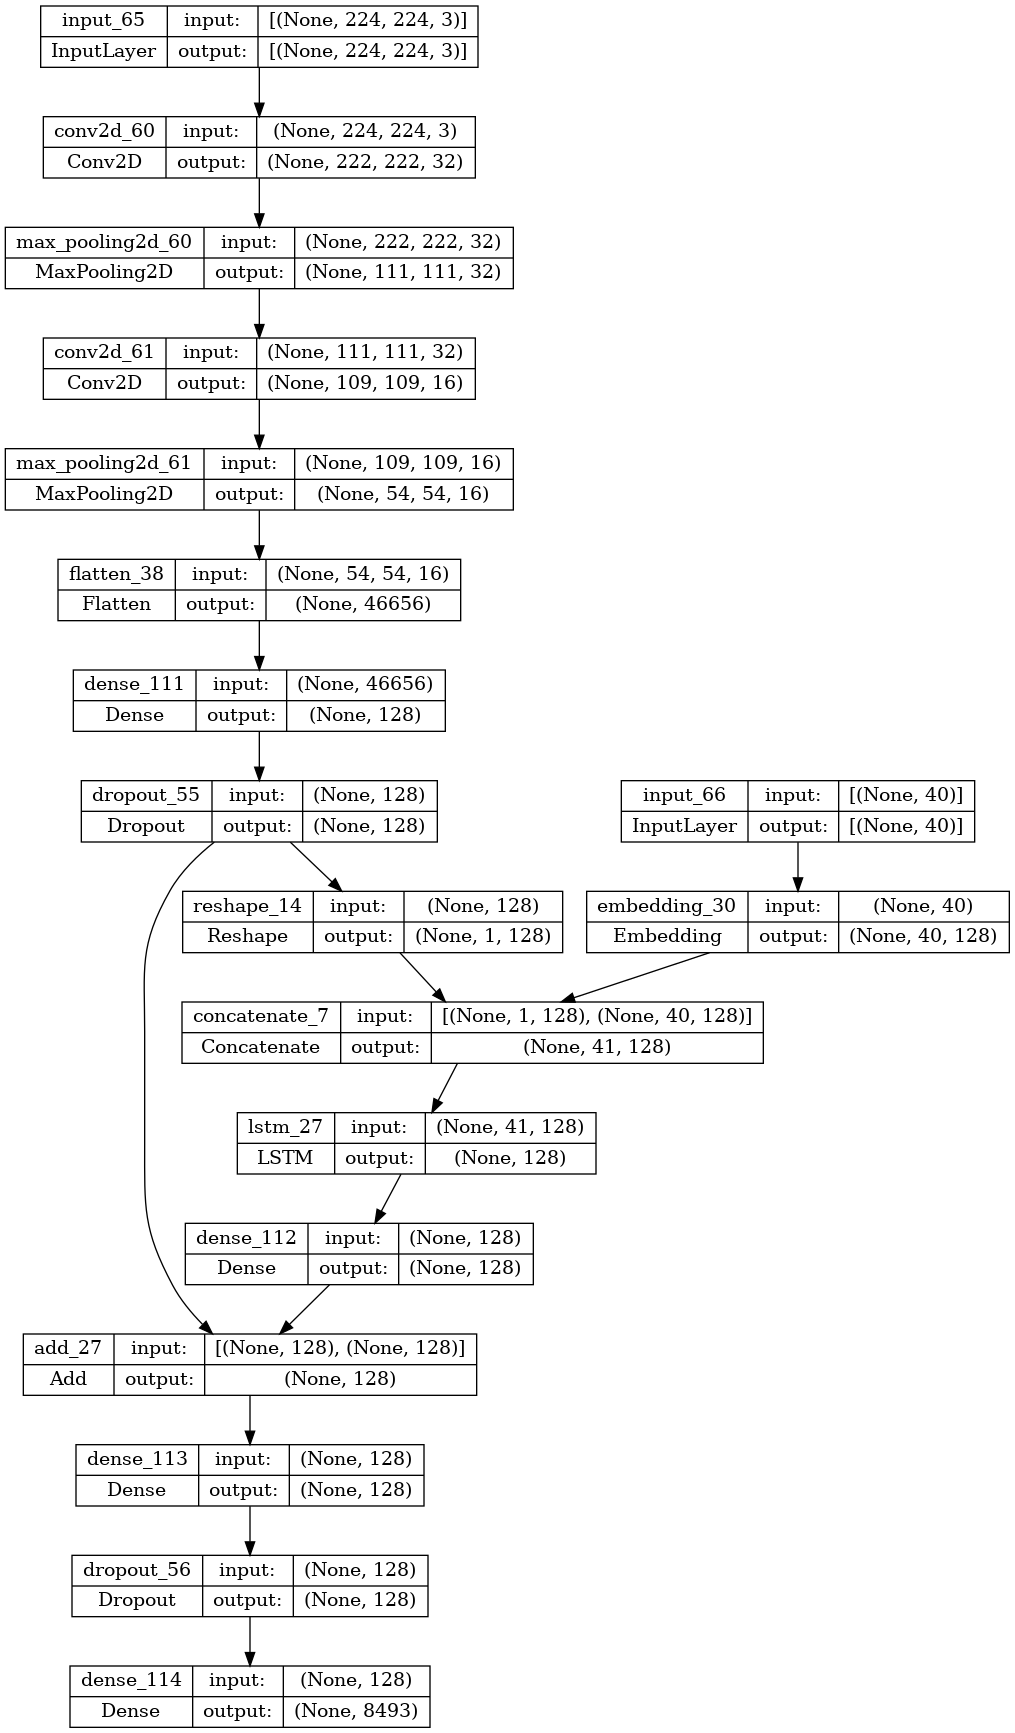 input_65 input: [(None, 224, 224, 3)]
InputLayer output: [(None, 224, 224, 3)]
conv2d_60 input: (None, 224, 224, 3)
Conv2D output: (None, 222, 222, 32)
max_pooling2d_60 input: (None, 222, 222, 32)
MaxPooling2D output: (None, 111, 111, 32)
conv2d_61 input: (None, 111, 111, 32)
Conv2D output: (None, 109, 109, 16)
max_pooling2d_61 input: (None, 109, 109, 16)
MaxPooling2D output: (None, 54, 54, 16)
flatten_38 input: (None, 54, 54, 16)
Flatten output: (None, 46656)
dense_111 input: (None, 46656)
Dense output: (None, 128)
dropout_55 input: (None, 128)
Dropout output: (None, 128)
input_66 input: [(None, 40)]
InputLayer output: [(None, 40)]
reshape_14 input: (None, 128)
Reshape output: (None, 1, 128)
embedding_30 input: (None, 40)
Embedding output: (None, 40, 128)
concatenate_7 input: [(None, 1, 128), (None, 40, 128)]
Concatenate output: (None, 41, 128)
lstm_27 input: (None, 41, 128)
LSTM output: (None, 128)
dense_112 input: (None, 128)
Dense output: (None, 128)
add_27 input: [(None, 128), (None, 128)]
Add output: (None, 128)
dense_113 input: (None, 128)
Dense output: (None, 128)
dropout_56 input: (None, 128)
Dropout output: (None, 128)
dense_114 input: (None, 128)
Dense output: (None, 8493)